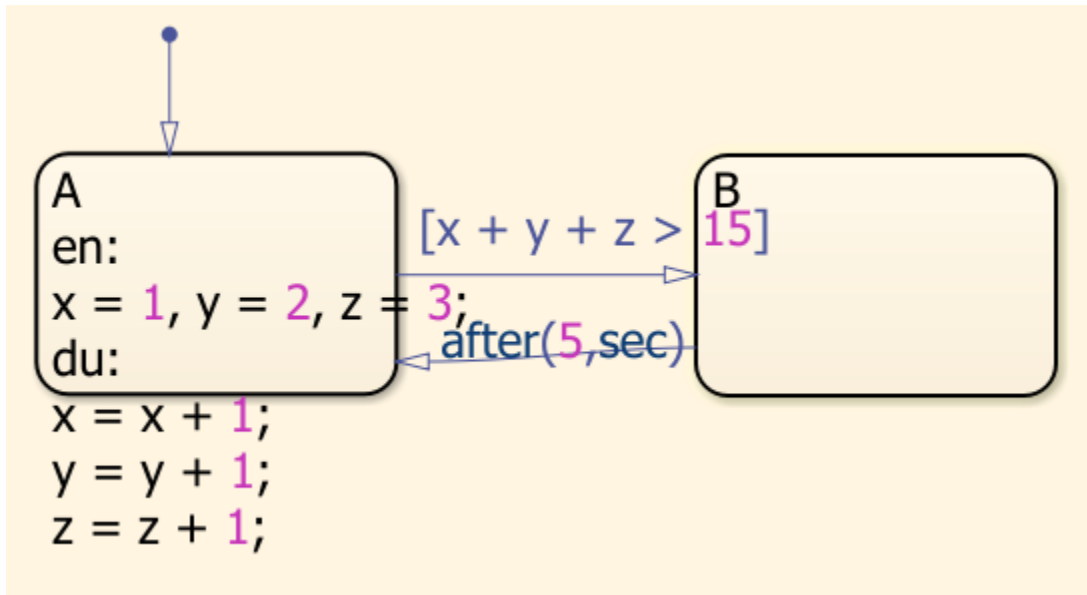 A
en:
x = 1, y = 2, z = 3;
du:
x = x + 1;
y = y + 1;
z = z + 1;
[x + y + z > 15]
after(5,sec)
B